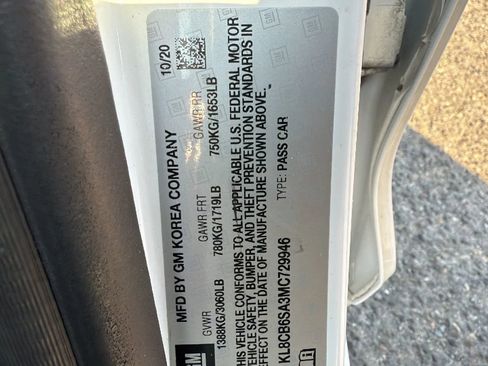 MFD BY GM KOREA COMPANY 10/20
GVWR GAWR FRT GAWR RR
1388KG/3060LB 780KG/1719LB 750KG/1653LB
THIS VEHICLE CONFORMS TO ALL APPLICABLE U.S. FEDERAL MOTOR
VEHICLE SAFETY, BUMPER, AND THEFT PREVENTION STANDARDS IN
EFFECT ON THE DATE OF MANUFACTURE SHOWN ABOVE.
KL8CB6SA3MC729946 TYPE: PASS CAR
GM